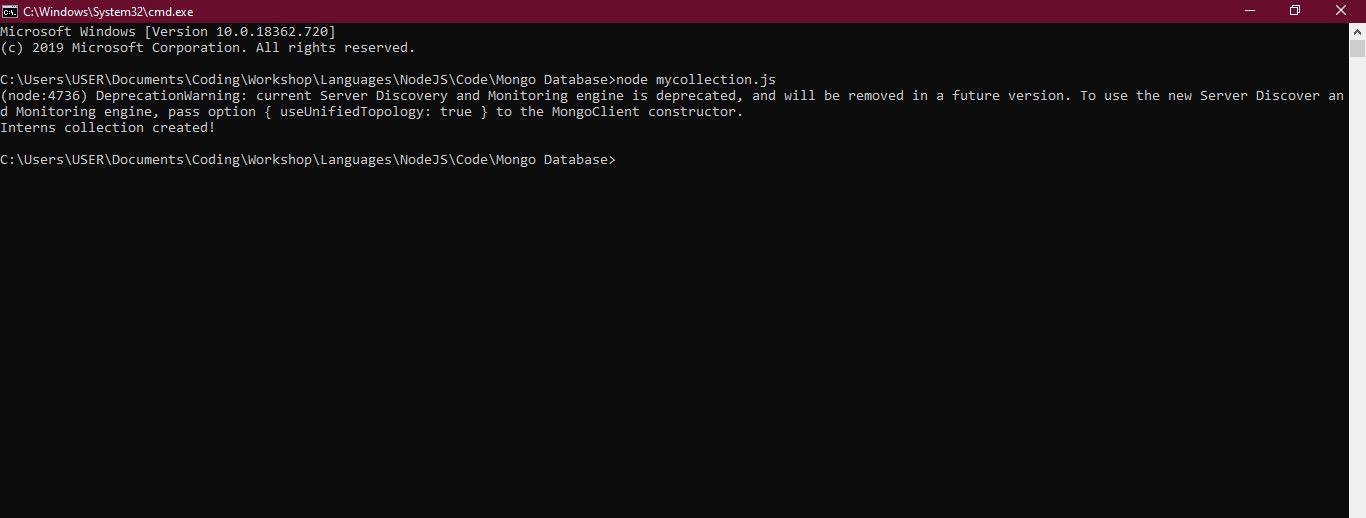 C:\Windows\System32\cmd.exe
Microsoft Windows [Version 10.0.18362.720]
(c) 2019 Microsoft Corporation. All rights reserved.
C:\Users\USER\Documents\Coding\Workshop\Languages\NodeJS\Code\Mongo Database>node mycollection.js
(node:4736) DeprecationWarning: current Server Discovery and Monitoring engine is deprecated, and will be removed in a future version. To use the new Server Discover an
d Monitoring engine, pass option { useUnifiedTopology: true } to the MongoClient constructor.
Interns collection created!
C:\Users\USER\Documents\Coding\Workshop\Languages\NodeJS\Code\Mongo Database>